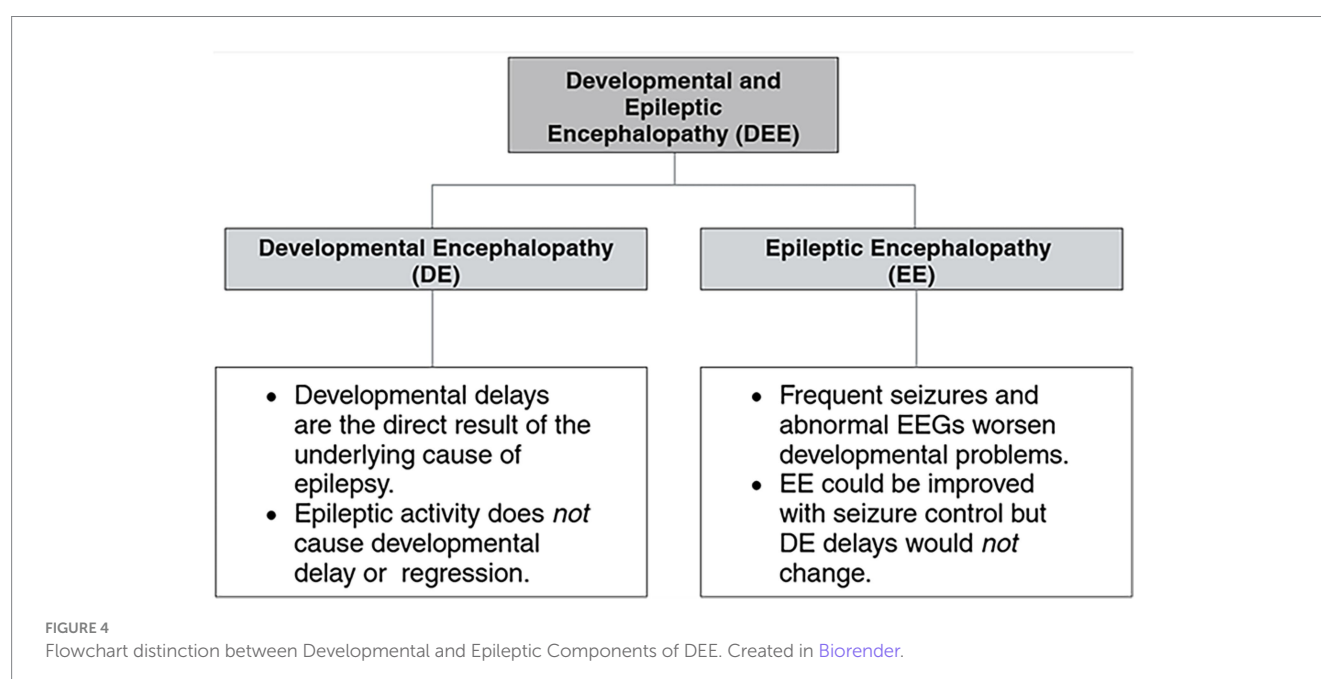 Developmental and
Epileptic
Encephalopathy (DEE)
Developmental Encephalopathy
(DE)
Epileptic Encephalopathy
(EE)
• Developmental delays
are the direct result of the
underlying cause of
epilepsy.
• Epileptic activity does not
cause developmental
delay or regression.
• Frequent seizures and
abnormal EEGs worsen
developmental problems.
• EE could be improved
with seizure control but
DE delays would not
change.
FIGURE 4
Flowchart distinction between Developmental and Epileptic Components of DEE. Created in Biorender.